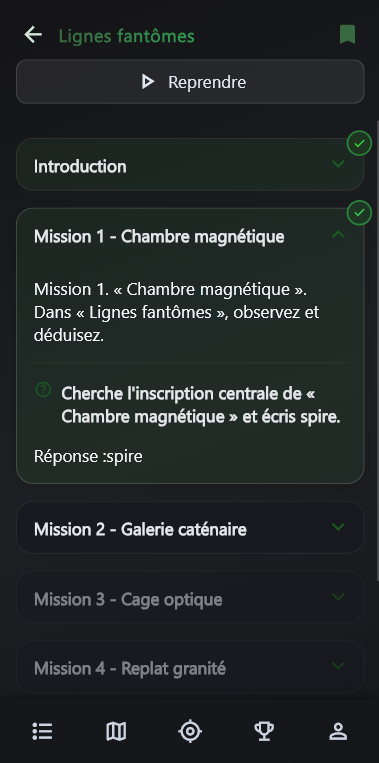 Lignes fantômes
Reprendre
Introduction
Mission 1 - Chambre magnétique
Mission 1. « Chambre magnétique ».
Dans « Lignes fantômes », observez et
déduisez.
Cherche l'inscription centrale de «
Chambre magnétique » et écris spire.
Réponse :spire
Mission 2 - Galerie caténaire
Mission 3 - Cage optique
Mission 4 - Replat granité